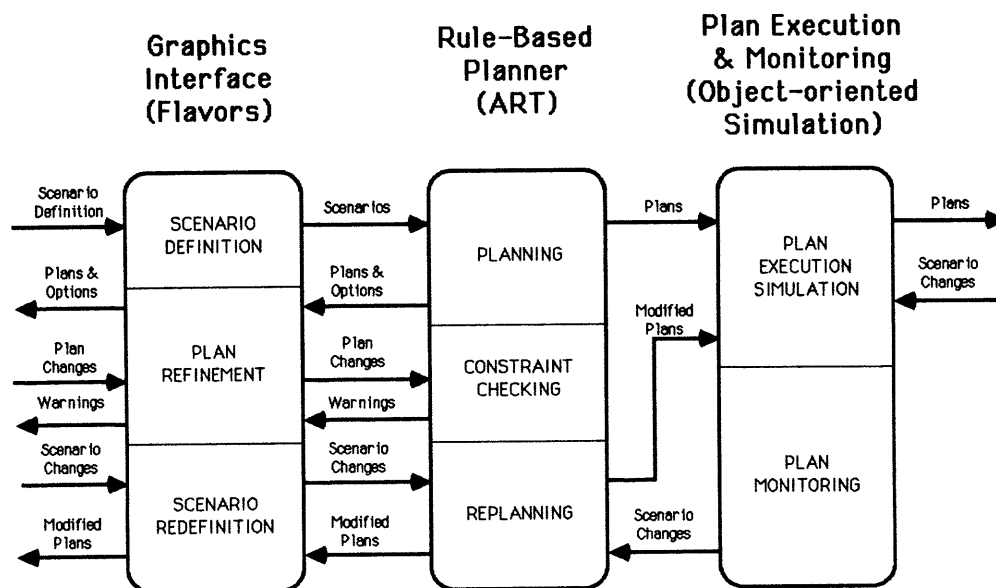 Graphics
Interface
(Flavors)
Rule-Based
Planner
(ART)
Plan Execution
& Monitoring
(Object-oriented
Simulation)
Scenario
Definition
Plans &
Options
Plan
Changes
Warnings
Scenario
Changes
Modified
Plans
SCENARIO
DEFINITION
PLAN
REFINEMENT
SCENARIO
REDEFINITION
Scenarios
Plans &
Options
Plan
Changes
Warnings
Scenario
Changes
Modified
Plans
PLANNING
CONSTRAINT
CHECKING
REPLANNING
Plans
Modified
Plans
Scenario
Changes
PLAN
EXECUTION
SIMULATION
PLAN
MONITORING
Plans
Scenario
Changes